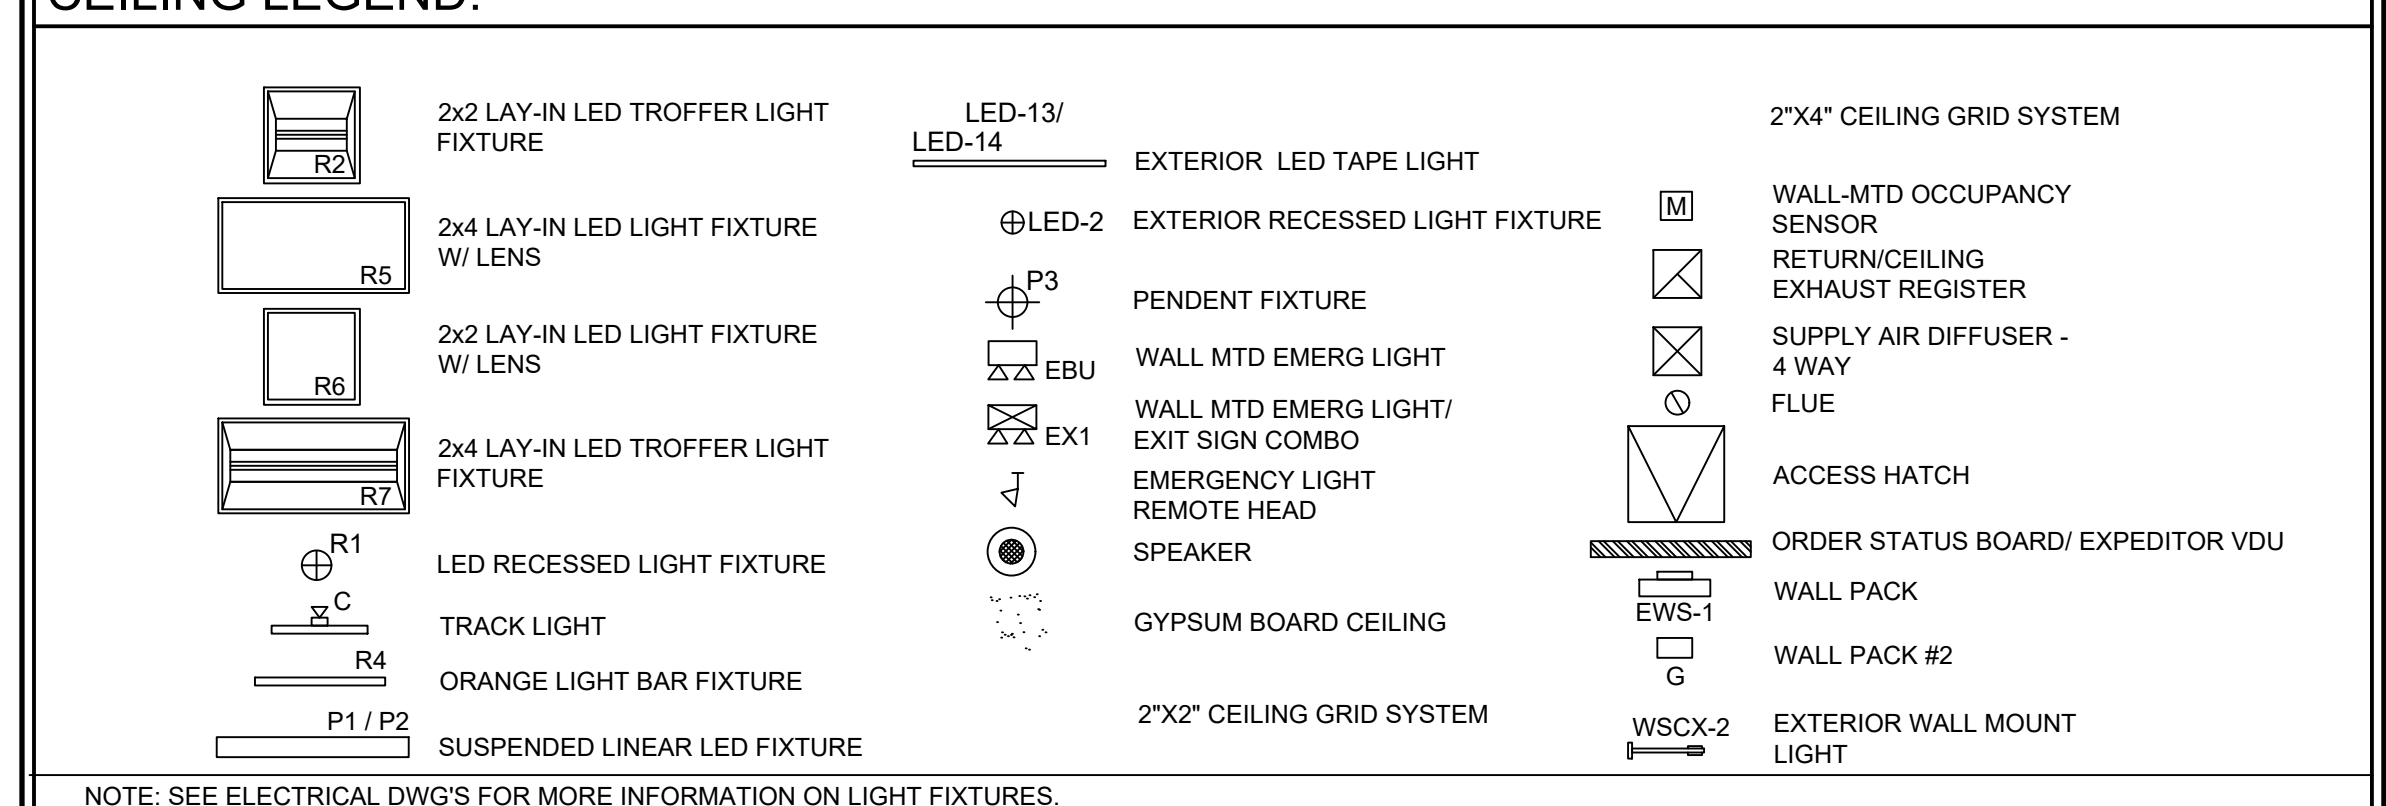 CEILING LEGEND:
R2
2x2 LAY-IN LED TROFFER LIGHT
FIXTURE
R5
2x4 LAY-IN LED LIGHT FIXTURE
W/ LENS
R6
2x2 LAY-IN LED LIGHT FIXTURE
W/ LENS
R7
2x4 LAY-IN LED TROFFER LIGHT
FIXTURE
R1
LED RECESSED LIGHT FIXTURE
C
TRACK LIGHT
R4
ORANGE LIGHT BAR FIXTURE
P1 / P2
SUSPENDED LINEAR LED FIXTURE
LED-13/
LED-14
EXTERIOR LED TAPE LIGHT
LED-2
EXTERIOR RECESSED LIGHT FIXTURE
P3
PENDENT FIXTURE
EBU
WALL MTD EMERG LIGHT
EX1
WALL MTD EMERG LIGHT/
EXIT SIGN COMBO
EMERGENCY LIGHT
REMOTE HEAD
SPEAKER
GYPSUM BOARD CEILING
2"X2" CEILING GRID SYSTEM
2"X4" CEILING GRID SYSTEM
M
WALL-MTD OCCUPANCY
SENSOR
RETURN/CEILING
EXHAUST REGISTER
SUPPLY AIR DIFFUSER -
4 WAY
FLUE
ACCESS HATCH
ORDER STATUS BOARD/ EXPEDITOR VDU
WALL PACK
EWS-1
WALL PACK #2
G
WSCX-2
EXTERIOR WALL MOUNT
LIGHT
NOTE: SEE ELECTRICAL DWG'S FOR MORE INFORMATION ON LIGHT FIXTURES.